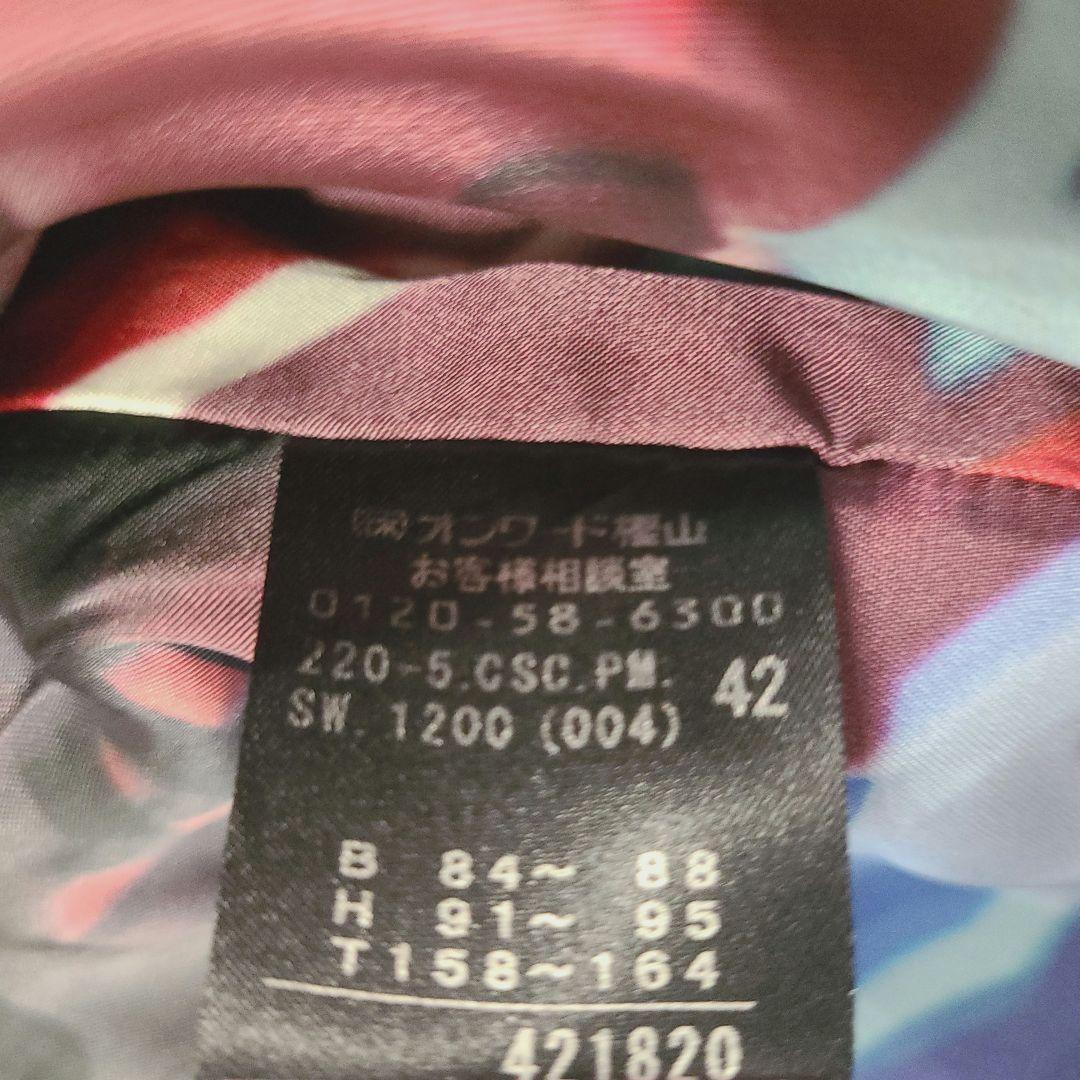 ㈱オンワード樫山
お客様相談室
0120-58-6300
220-5.CSC.PM. 42
SW. 1200 (004)
B 84~ 88
H 91~ 95
T158~164
421820